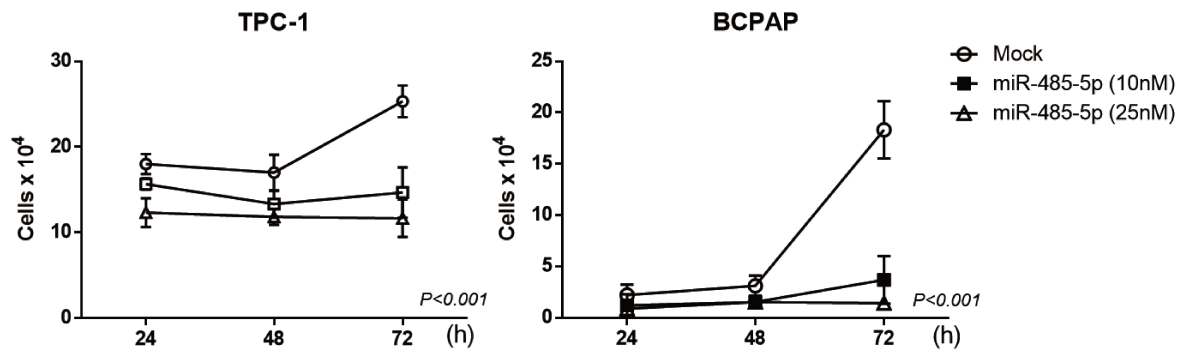 TPC-1
Cells x 10⁴
30
20
10
0
24 48 72 (h)
P<0.001
BCPAP
Cells x 10⁴
25
20
15
10
5
0
24 48 72 (h)
P<0.001
Mock
miR-485-5p (10nM)
miR-485-5p (25nM)